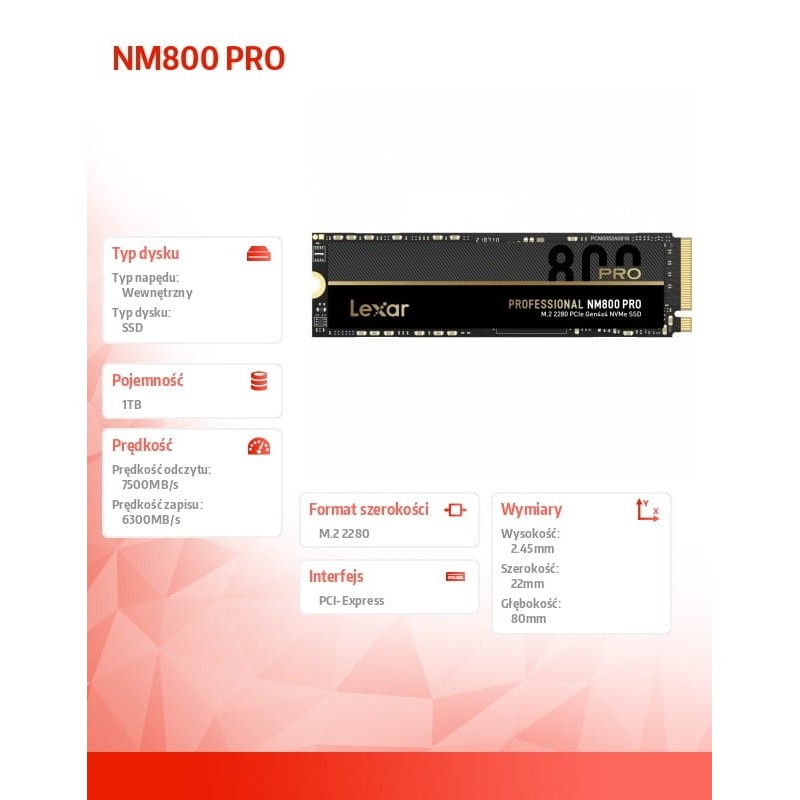 NM800 PRO
Typ dysku
Typ napędu:
Wewnętrzny
Typ dysku:
SSD
Pojemność
1TB
Prędkość
Prędkość odczytu:
7500MB/s
Prędkość zapisu:
6300MB/s
800
PRO
Lexar
PROFESSIONAL NM800 PRO
M.2 2280 PCIe Gen4x4 NVMe SSD
Format szerokości
M.2 2280
Interfejs
PCI-Express
Wymiary
Y
X
Wysokość:
2.45mm
Szerokość:
22mm
Głębokość:
80mm